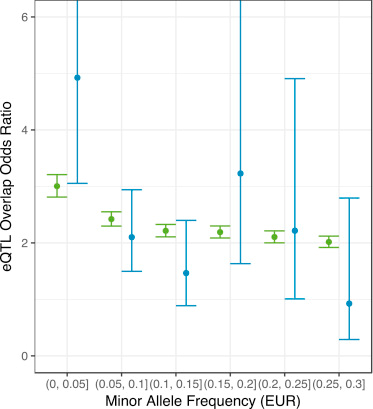 6
4
2
0
eQTL Overlap Odds Ratio
(0, 0.05] (0.05, 0.1] (0.1, 0.15] (0.15, 0.2] (0.2, 0.25] (0.25, 0.3]
Minor Allele Frequency (EUR)